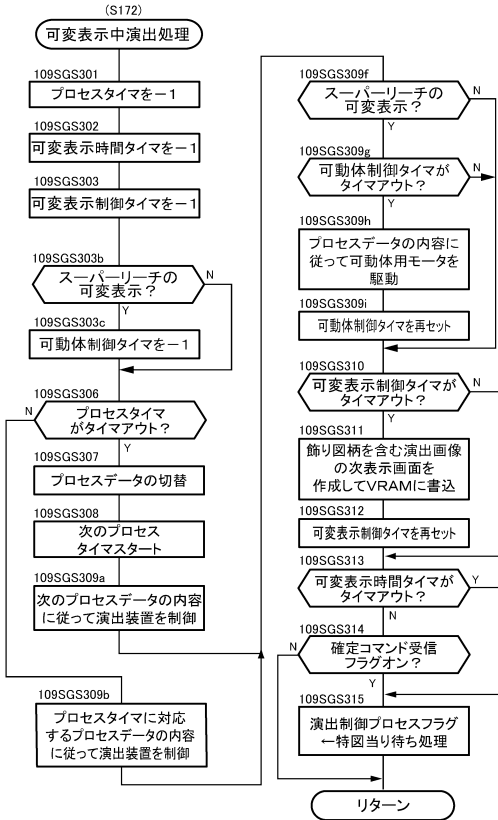 (S172)
可変表示中演出処理
109SGS301
プロセスタイマを－１
109SGS302
可変表示時間タイマを－１
109SGS303
可変表示制御タイマを－１
109SGS303b
スーパーリーチの
可変表示？
N
Y
109SGS303c
可動体制御タイマを－１
109SGS306
N
プロセスタイマ
がタイマアウト？
Y
109SGS307
プロセスデータの切替
109SGS308
次のプロセス
タイマスタート
109SGS309a
次のプロセスデータの内容
に従って演出装置を制御
109SGS309b
プロセスタイマに対応
するプロセスデータの内容
に従って演出装置を制御
109SGS309f
スーパーリーチの
可変表示？
N
Y
109SGS309g
可動体制御タイマが
タイマアウト？
N
Y
109SGS309h
プロセスデータの内容に
従って可動体用モータを
駆動
109SGS309i
可動体制御タイマを再セット
109SGS310
可変表示制御タイマが
タイマアウト？
N
Y
109SGS311
飾り図柄を含む演出画像
の次表示画面を
作成してＶＲＡＭに書込
109SGS312
可変表示制御タイマを再セット
109SGS313
可変表示時間タイマが
タイマアウト？
Y
N
109SGS314
N
確定コマンド受信
フラグオン？
Y
109SGS315
演出制御プロセスフラグ
←特図当り待ち処理
リターン